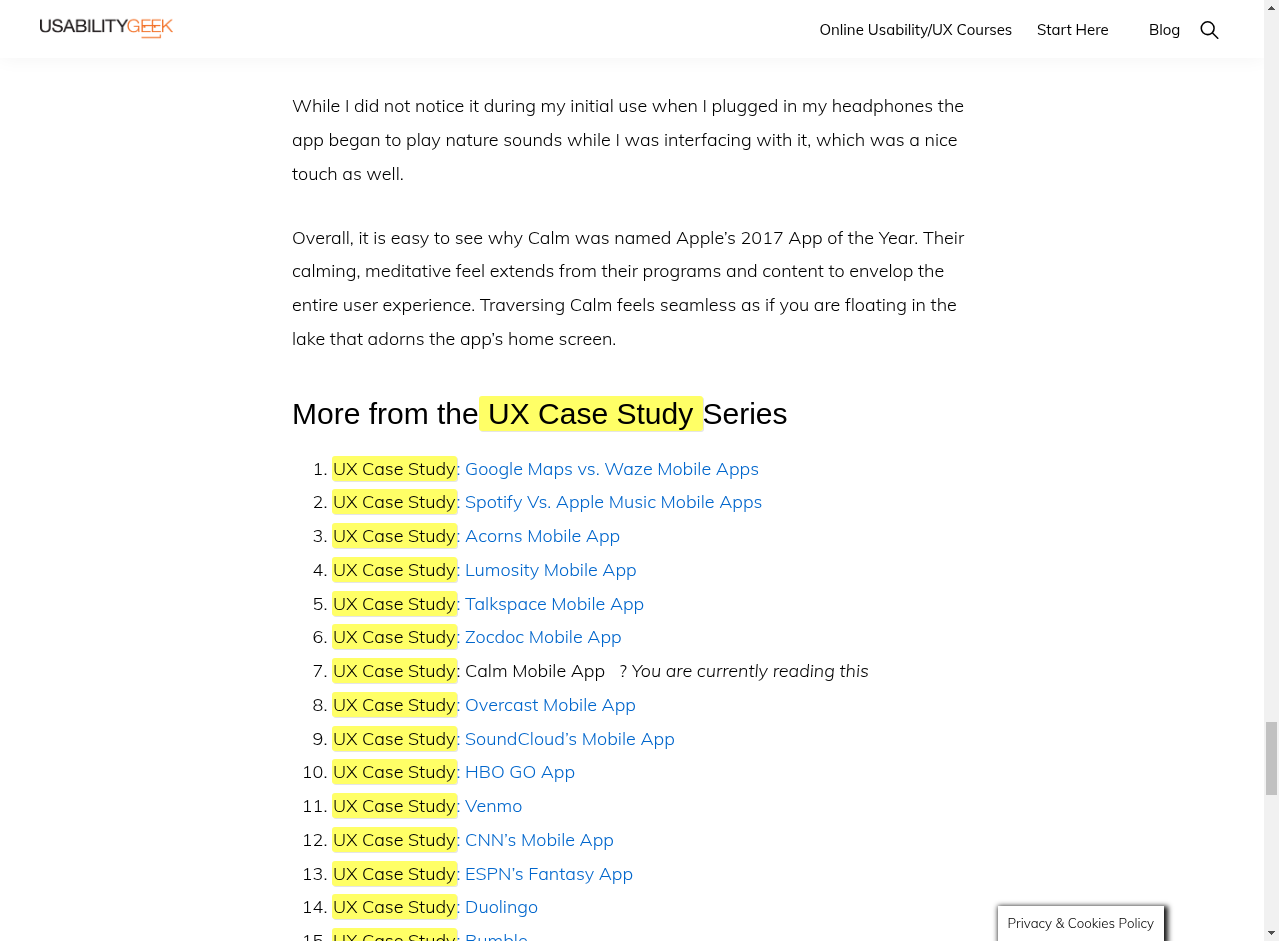 USABILITYGEEK
Online Usability/UX Courses
Start Here
Blog
While I did not notice it during my initial use when I plugged in my headphones the
app began to play nature sounds while I was interfacing with it, which was a nice
touch as well.
Overall, it is easy to see why Calm was named Apple’s 2017 App of the Year. Their
calming, meditative feel extends from their programs and content to envelop the
entire user experience. Traversing Calm feels seamless as if you are floating in the
lake that adorns the app’s home screen.
More from the UX Case Study Series
1. UX Case Study: Google Maps vs. Waze Mobile Apps
2. UX Case Study: Spotify Vs. Apple Music Mobile Apps
3. UX Case Study: Acorns Mobile App
4. UX Case Study: Lumosity Mobile App
5. UX Case Study: Talkspace Mobile App
6. UX Case Study: Zocdoc Mobile App
7. UX Case Study: Calm Mobile App ? You are currently reading this
8. UX Case Study: Overcast Mobile App
9. UX Case Study: SoundCloud’s Mobile App
10. UX Case Study: HBO GO App
11. UX Case Study: Venmo
12. UX Case Study: CNN’s Mobile App
13. UX Case Study: ESPN’s Fantasy App
14. UX Case Study: Duolingo
15. UX Case Study: Bumble
Privacy & Cookies Policy